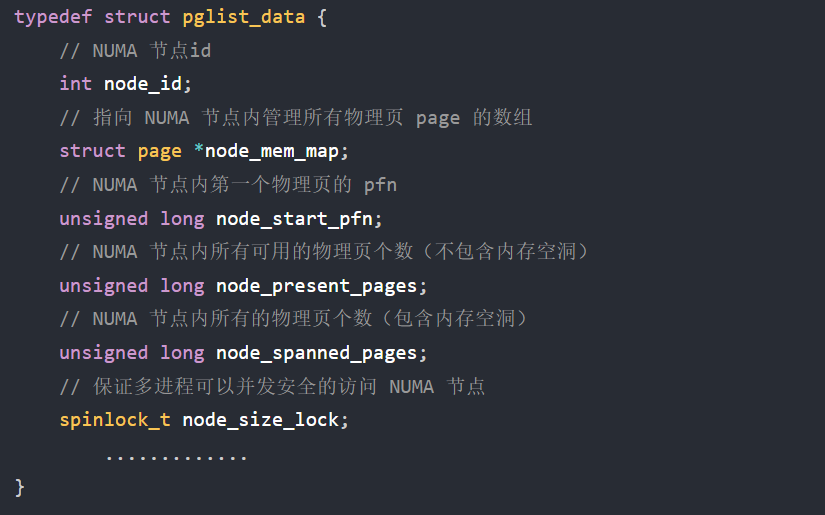 typedef struct pglist_data {
// NUMA 节点id
int node_id;
// 指向 NUMA 节点内管理所有物理页 page 的数组
struct page *node_mem_map;
// NUMA 节点内第一个物理页的 pfn
unsigned long node_start_pfn;
// NUMA 节点内所有可用的物理页个数（不包含内存空洞）
unsigned long node_present_pages;
// NUMA 节点内所有的物理页个数（包含内存空洞）
unsigned long node_spanned_pages;
// 保证多进程可以并发安全的访问 NUMA 节点
spinlock_t node_size_lock;
.............
}